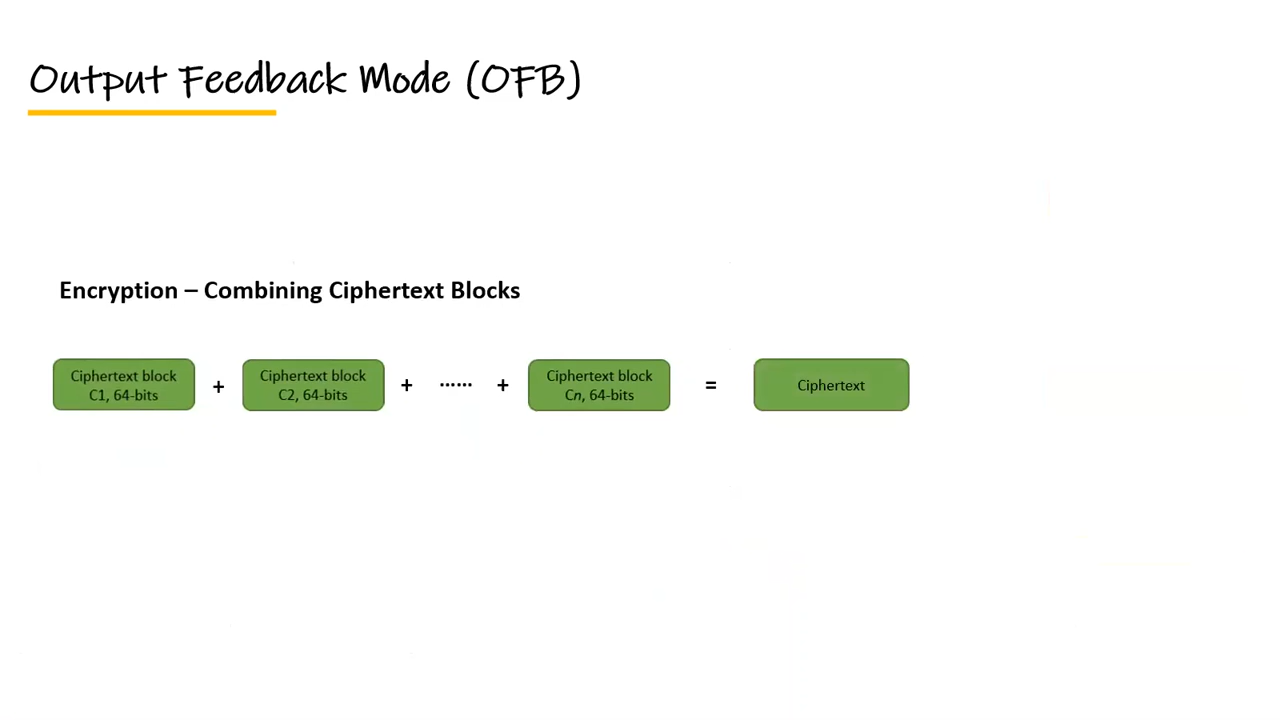 Output Feedback Mode (OFB)
Encryption – Combining Ciphertext Blocks
Ciphertext block
C1, 64-bits
+
Ciphertext block
C2, 64-bits
+
......
+
Ciphertext block
Cn, 64-bits
=
Ciphertext